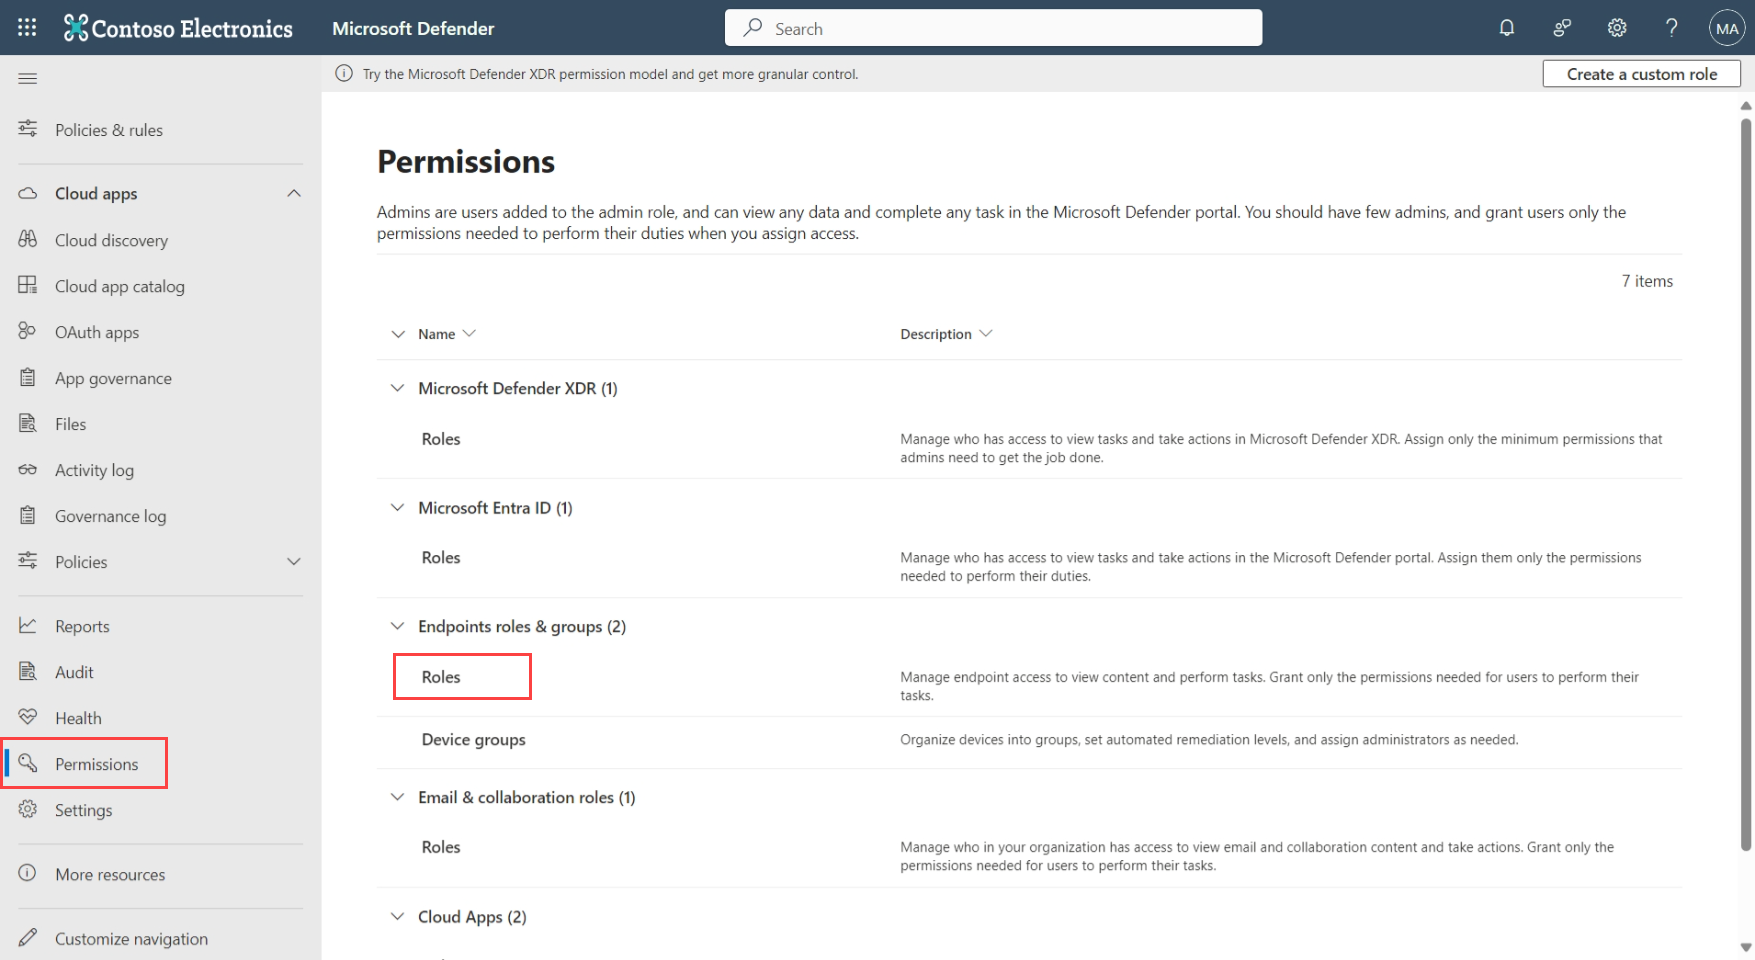 Contoso Electronics
Microsoft Defender
Search
MA
Try the Microsoft Defender XDR permission model and get more granular control.
Create a custom role
Policies & rules
Cloud apps
Cloud discovery
Cloud app catalog
OAuth apps
App governance
Files
Activity log
Governance log
Policies
Reports
Audit
Health
Permissions
Settings
More resources
Customize navigation
Permissions
Admins are users added to the admin role, and can view any data and complete any task in the Microsoft Defender portal. You should have few admins, and grant users only the
permissions needed to perform their duties when you assign access.
7 items
Name
Description
Microsoft Defender XDR (1)
Roles
Manage who has access to view tasks and take actions in Microsoft Defender XDR. Assign only the minimum permissions that
admins need to get the job done.
Microsoft Entra ID (1)
Roles
Manage who has access to view tasks and take actions in the Microsoft Defender portal. Assign them only the permissions
needed to perform their duties.
Endpoints roles & groups (2)
Roles
Manage endpoint access to view content and perform tasks. Grant only the permissions needed for users to perform their
tasks.
Device groups
Organize devices into groups, set automated remediation levels, and assign administrators as needed.
Email & collaboration roles (1)
Roles
Manage who in your organization has access to view email and collaboration content and take actions. Grant only the
permissions needed for users to perform their tasks.
Cloud Apps (2)